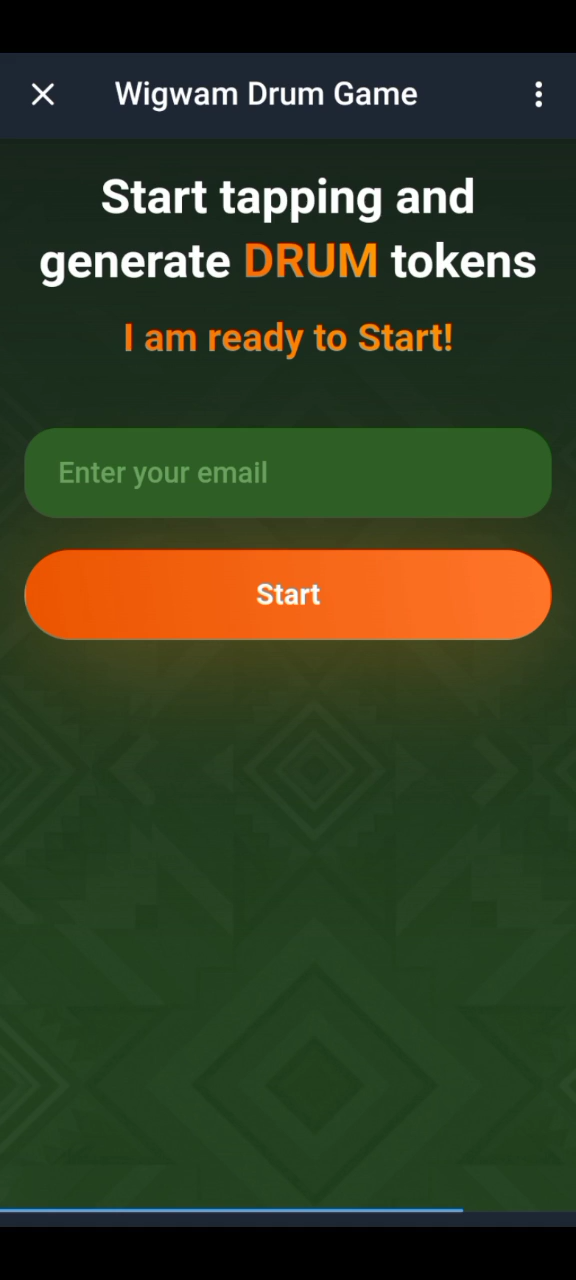 Wigwam Drum Game
Start tapping and
generate DRUM tokens
I am ready to Start!
Enter your email
Start